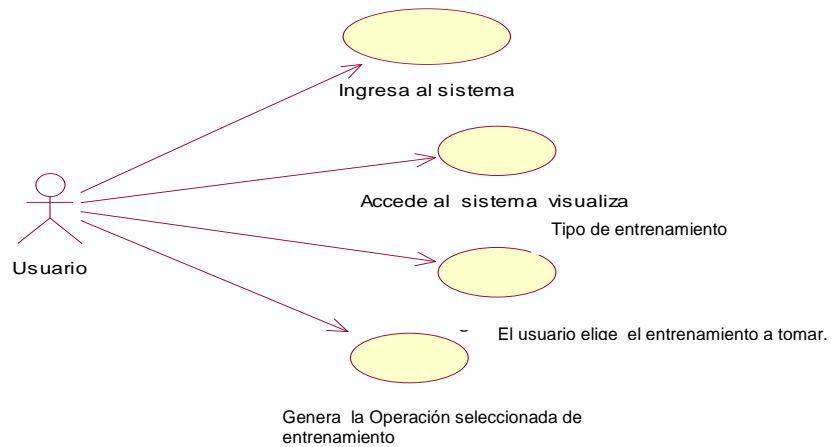 Ingresa al sistema
Accede al sistema visualiza
Tipo de entrenamiento
Usuario
El usuario elige el entrenamiento a tomar.
Genera la Operación seleccionada de
entrenamiento